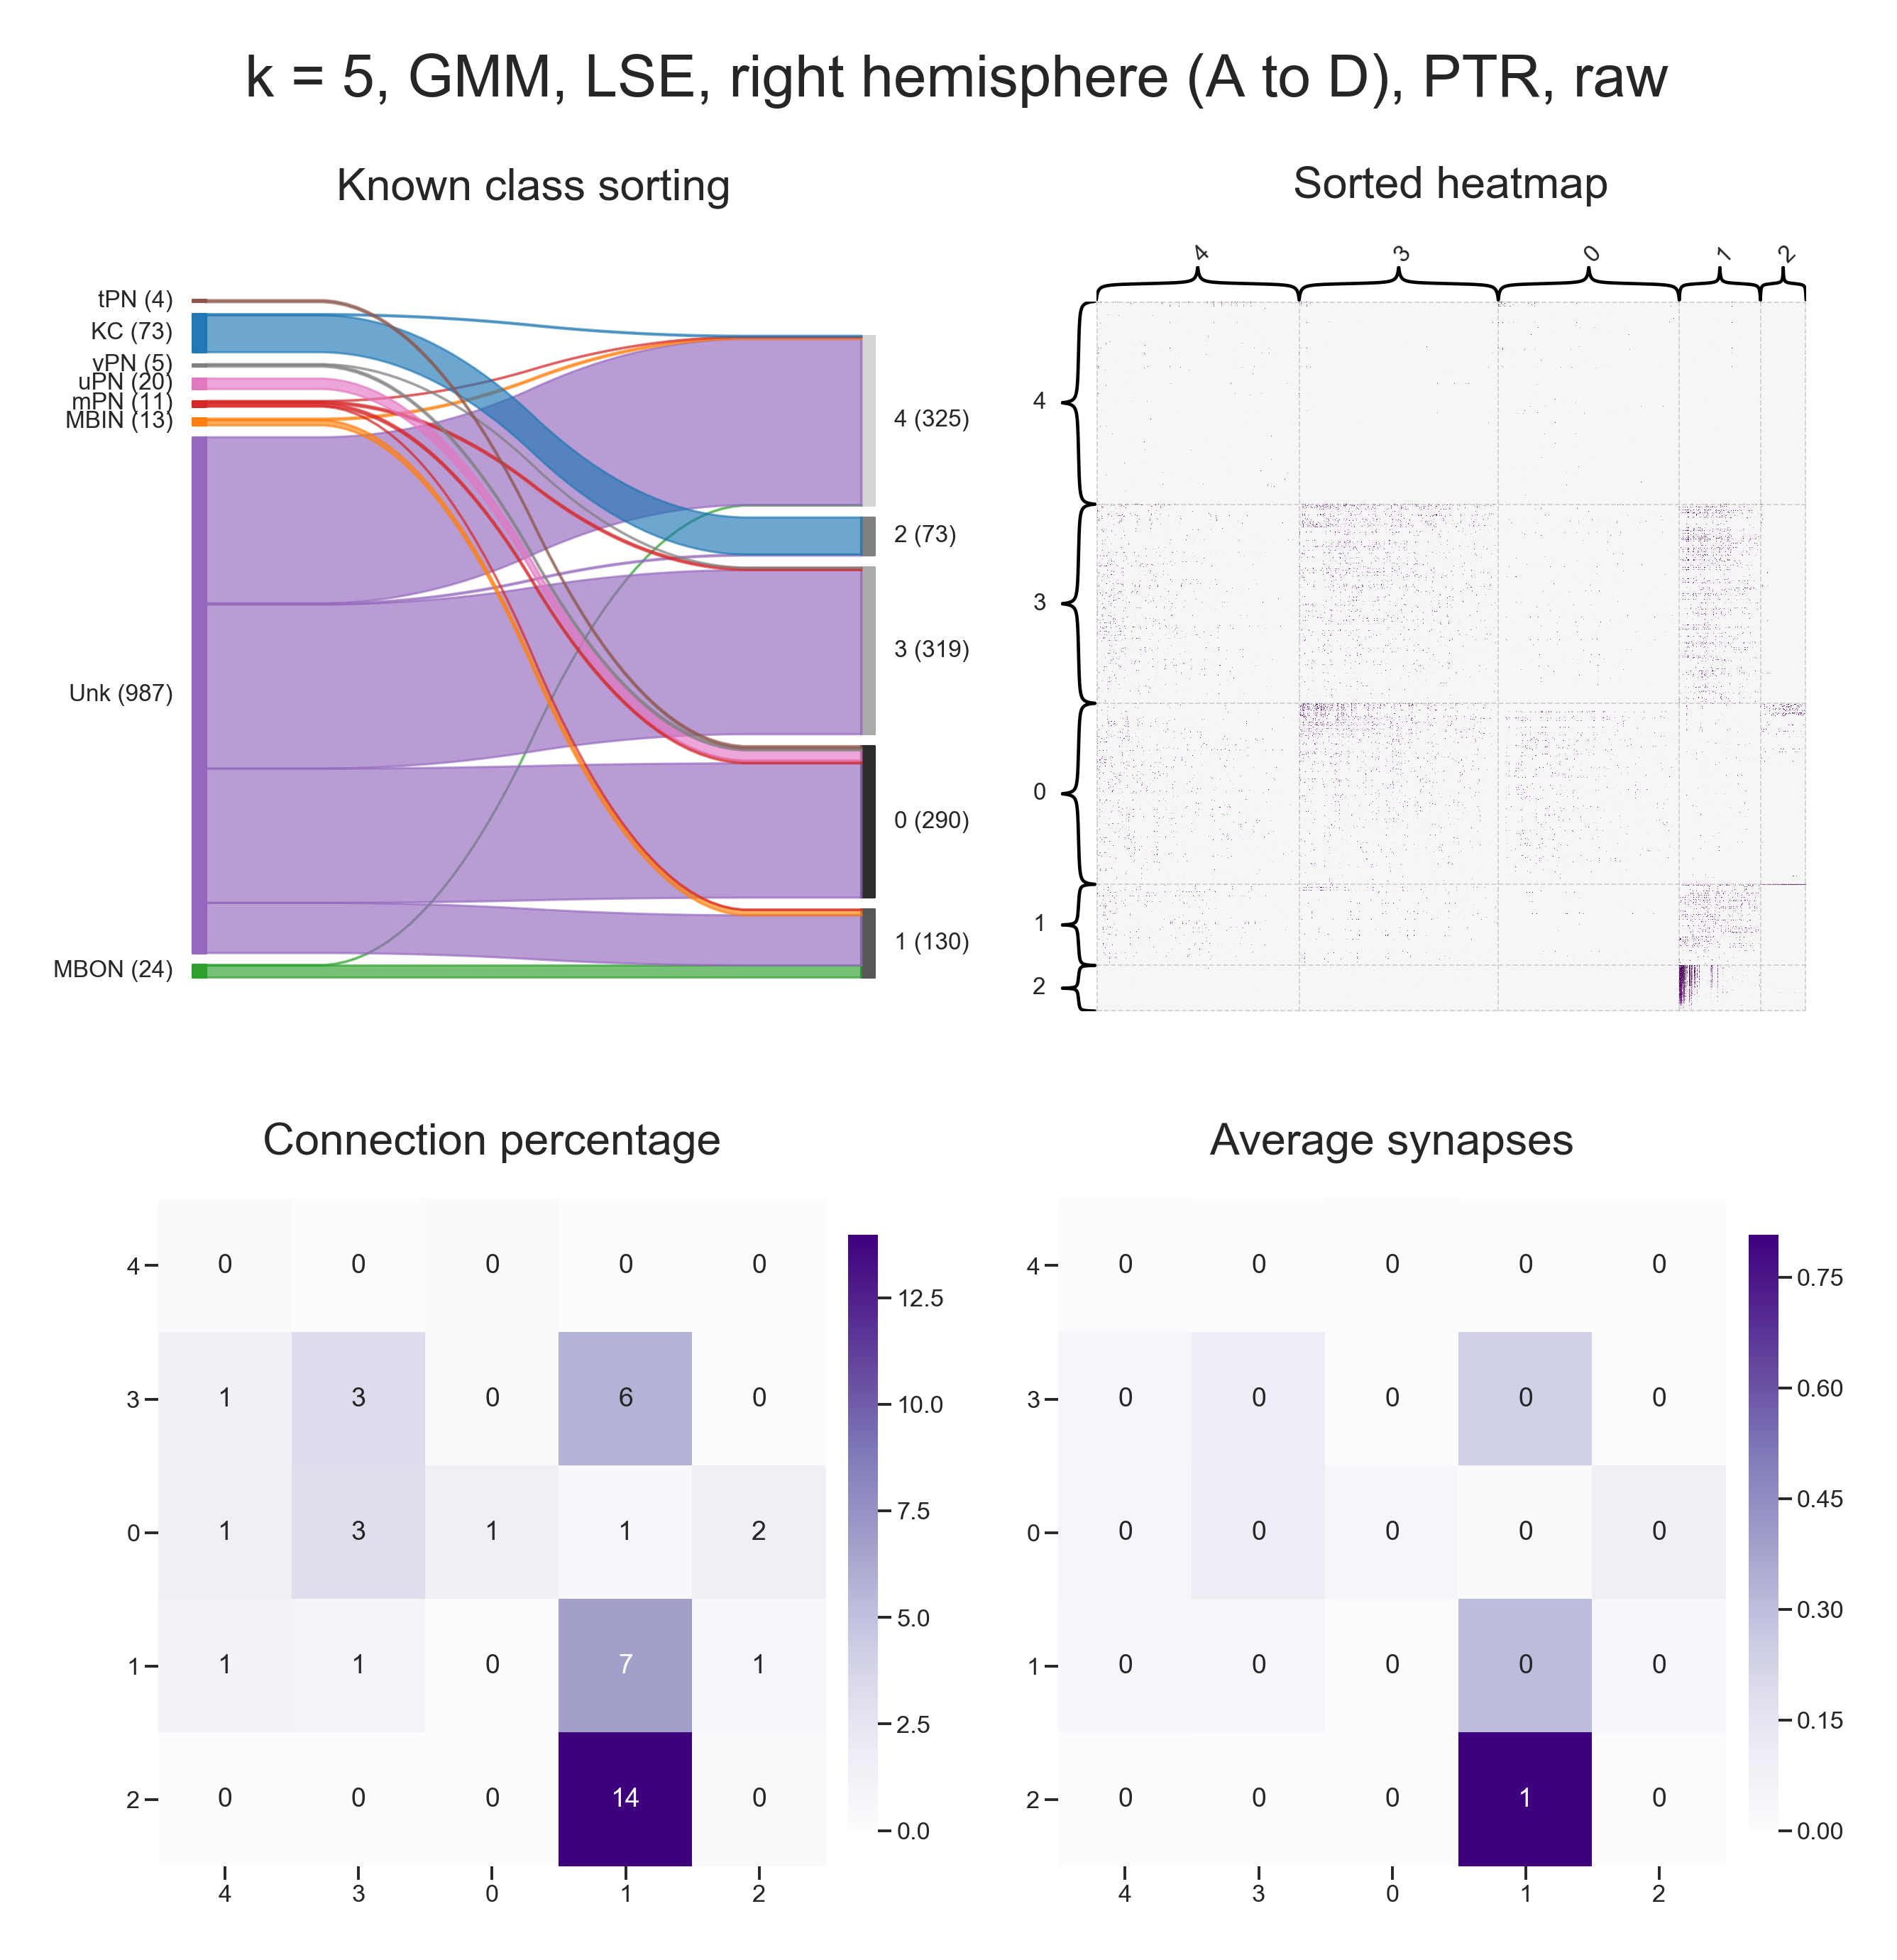 k = 5, GMM, LSE, right hemisphere (A to D), PTR, raw
Known class sorting
tPN (4)
KC (73)
vPN (5)
uPN (20)
mPN (11)
MBIN (13)
Unk (987)
MBON (24)
4 (325)
2 (73)
3 (319)
0 (290)
1 (130)
Sorted heatmap
4 3 0 1 2
4
3
0
1
2
Connection percentage
4 0 0 0 0 0
3 1 3 0 6 0
0 1 3 1 1 2
1 1 1 0 7 1
2 0 0 0 14 0
4 3 0 1 2
12.5
10.0
7.5
5.0
2.5
0.0
Average synapses
4 0 0 0 0 0
3 0 0 0 0 0
0 0 0 0 0 0
1 0 0 0 0 0
2 0 0 0 1 0
4 3 0 1 2
0.75
0.60
0.45
0.30
0.15
0.00